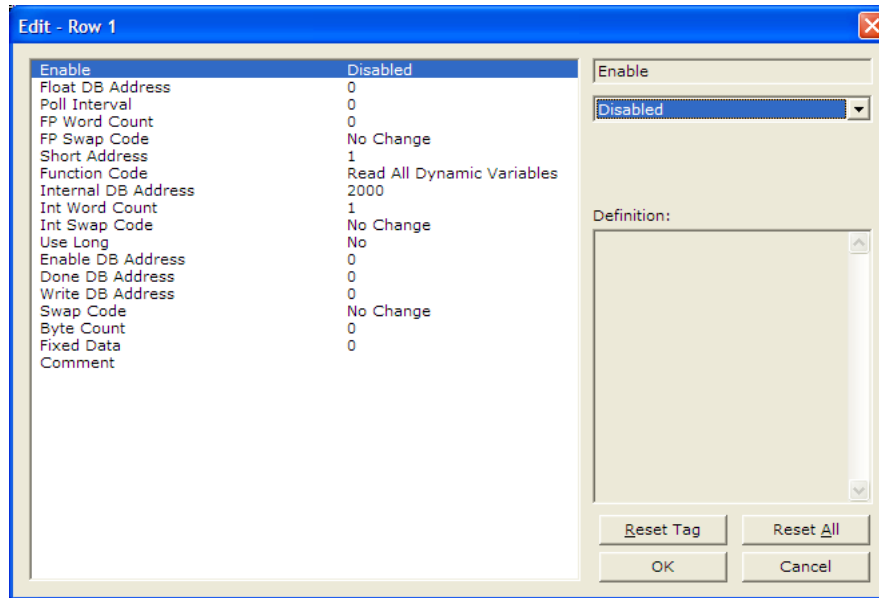 Edit - Row 1
Enable Disabled
Float DB Address 0
Poll Interval 0
FP Word Count 0
FP Swap Code No Change
Short Address 1
Function Code Read All Dynamic Variables
Internal DB Address 2000
Int Word Count 1
Int Swap Code No Change
Use Long No
Enable DB Address 0
Done DB Address 0
Write DB Address 0
Swap Code No Change
Byte Count 0
Fixed Data 0
Comment
Enable
Disabled
Definition:
Reset Tag Reset All
OK Cancel